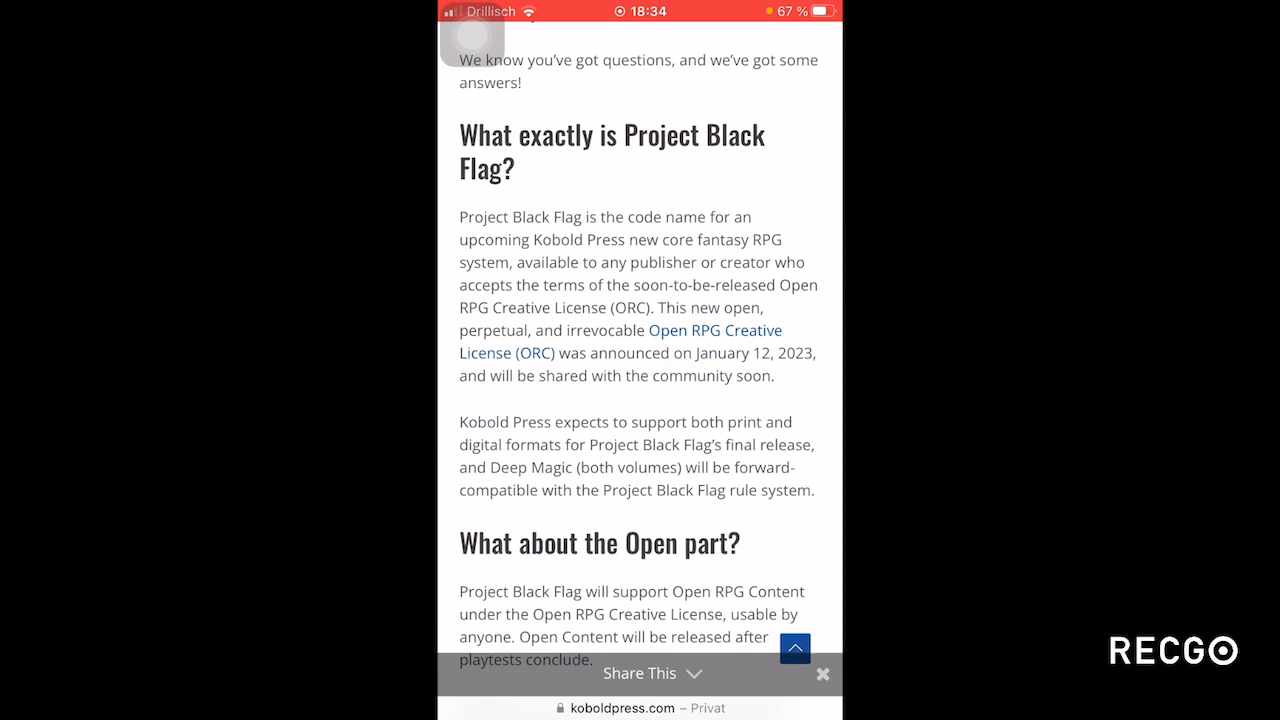 Drillisch 18:34 67 %
We know you've got questions, and we've got some
answers!
What exactly is Project Black
Flag?
Project Black Flag is the code name for an
upcoming Kobold Press new core fantasy RPG
system, available to any publisher or creator who
accepts the terms of the soon-to-be-released Open
RPG Creative License (ORC). This new open,
perpetual, and irrevocable Open RPG Creative
License (ORC) was announced on January 12, 2023,
and will be shared with the community soon.
Kobold Press expects to support both print and
digital formats for Project Black Flag's final release,
and Deep Magic (both volumes) will be forward-
compatible with the Project Black Flag rule system.
What about the Open part?
Project Black Flag will support Open RPG Content
under the Open RPG Creative License, usable by
anyone. Open Content will be released after
playtests conclude.
Share This
koboldpress.com – Privat
RECGO